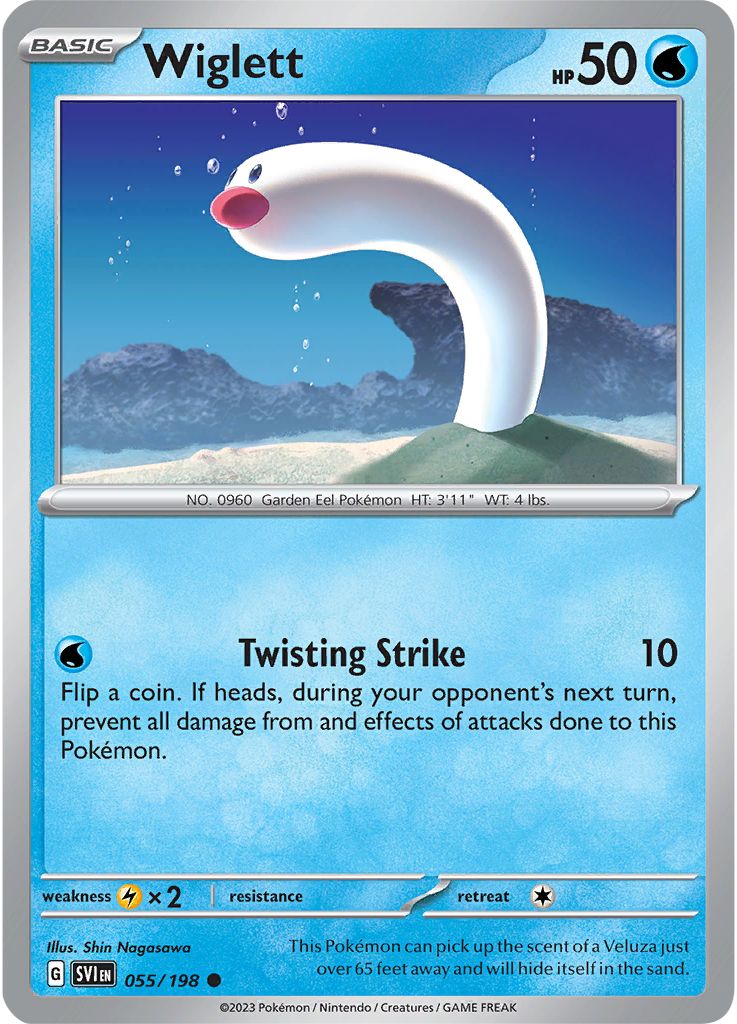 BASIC
Wiglett
HP 50
NO. 0960 Garden Eel Pokémon HT: 3'11" WT: 4 lbs.
Twisting Strike 10
Flip a coin. If heads, during your opponent's next turn,
prevent all damage from and effects of attacks done to this
Pokémon.
weakness ×2 resistance retreat
Illus. Shin Nagasawa
This Pokémon can pick up the scent of a Veluza just
over 65 feet away and will hide itself in the sand.
G SVI EN 055/198
©2023 Pokémon / Nintendo / Creatures / GAME FREAK